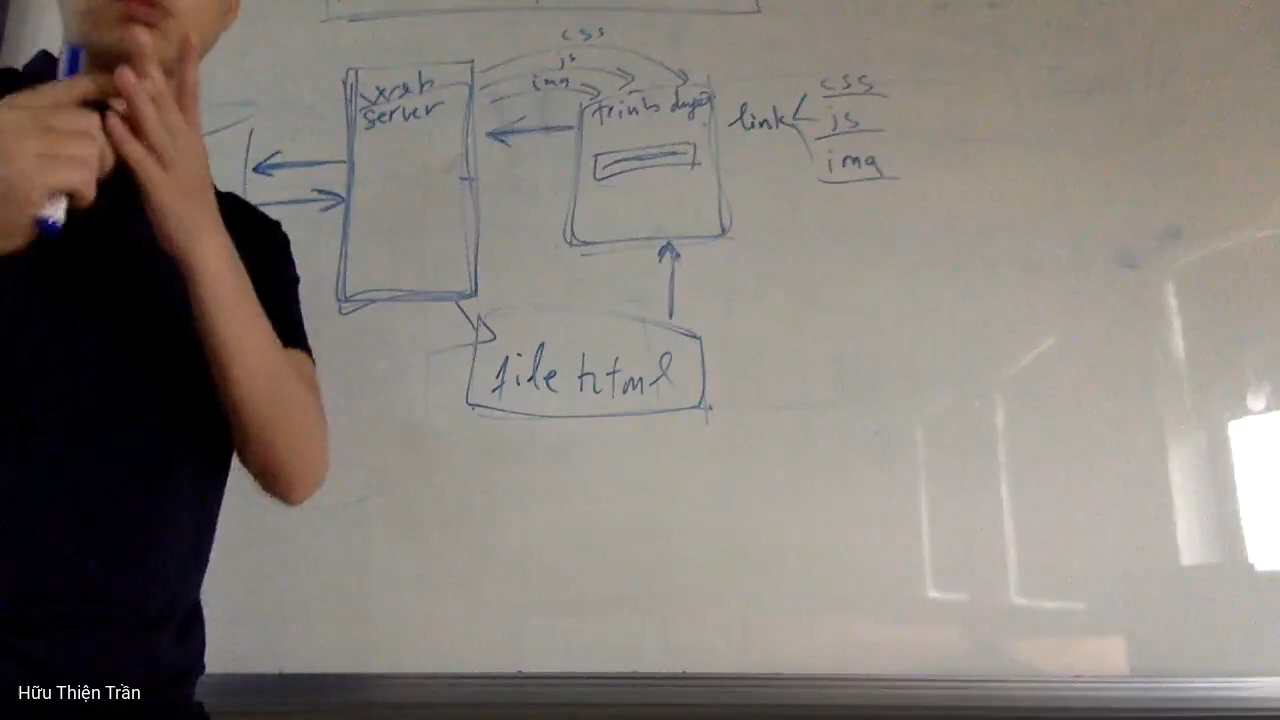 css
js
img
web
server
trình duyệt
link
css
js
img
file html
Hữu Thiện Trần